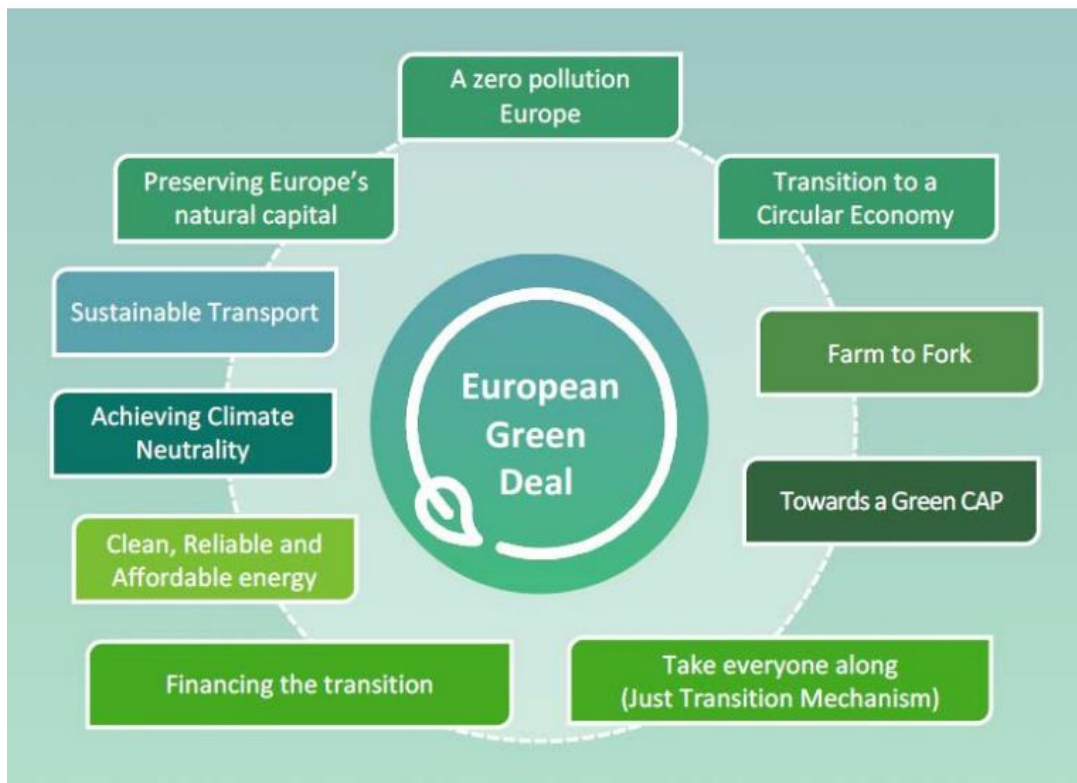 A zero pollution
Europe
Preserving Europe’s
natural capital
Transition to a
Circular Economy
Sustainable Transport
Farm to Fork
European
Green
Deal
Achieving Climate
Neutrality
Towards a Green CAP
Clean, Reliable and
Affordable energy
Financing the transition
Take everyone along
(Just Transition Mechanism)